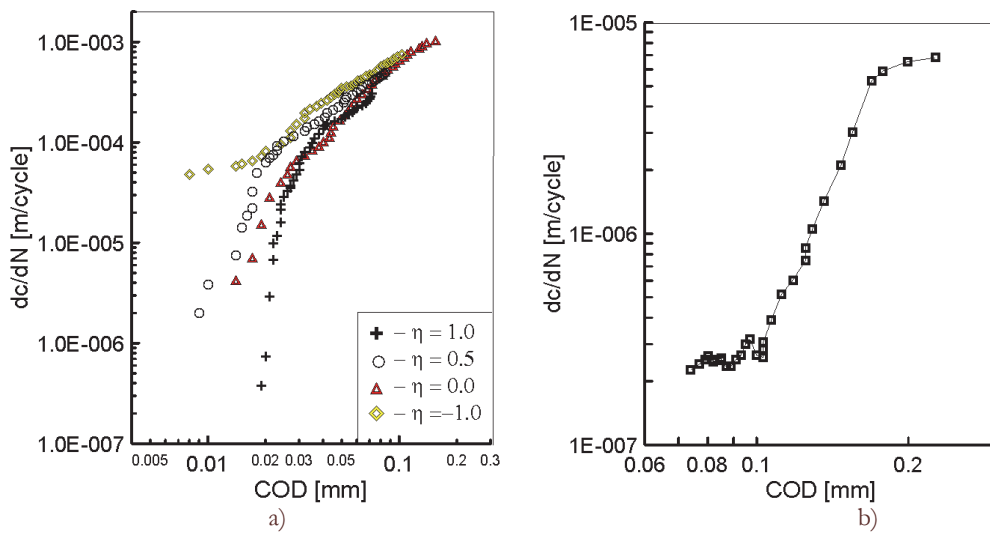 1.0E-003
1.0E-004
1.0E-005
1.0E-006
1.0E-007
dc/dN [m/cycle]
0.005
0.01
0.02
0.03
0.05
0.1
0.2
0.3
COD [mm]
+ – η = 1.0
○ – η = 0.5
△ – η = 0.0
◇ – η =–1.0
a)
1E-005
1E-006
1E-007
dc/dN [m/cycle]
0.06
0.08
0.1
0.2
COD [mm]
b)